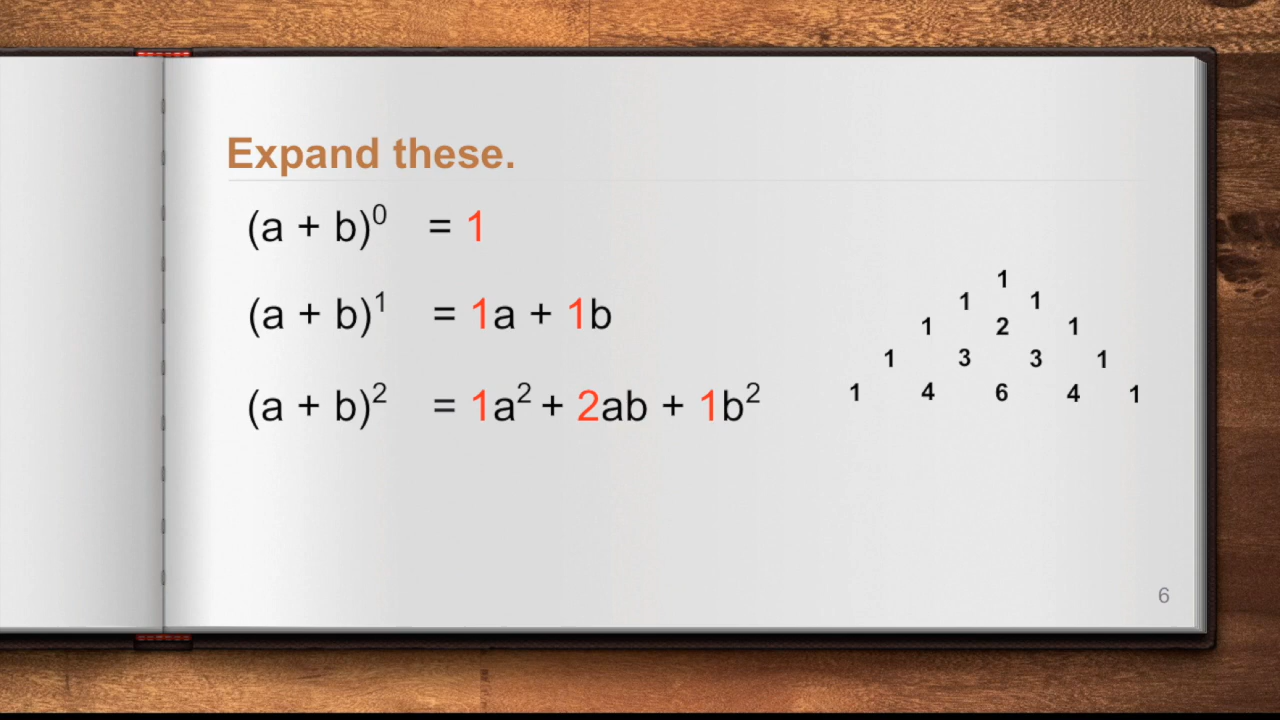 Expand these.
(a + b)⁰ = 1
(a + b)¹ = 1a + 1b
(a + b)² = 1a² + 2ab + 1b²
1
1 1
1 2 1
1 3 3 1
1 4 6 4 1
6